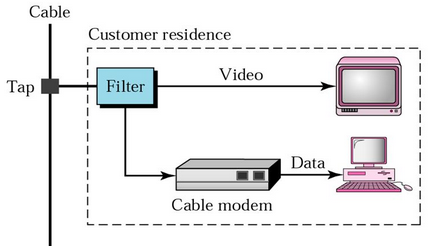 Cable
Customer residence
Tap
Filter
Video
Data
Cable modem